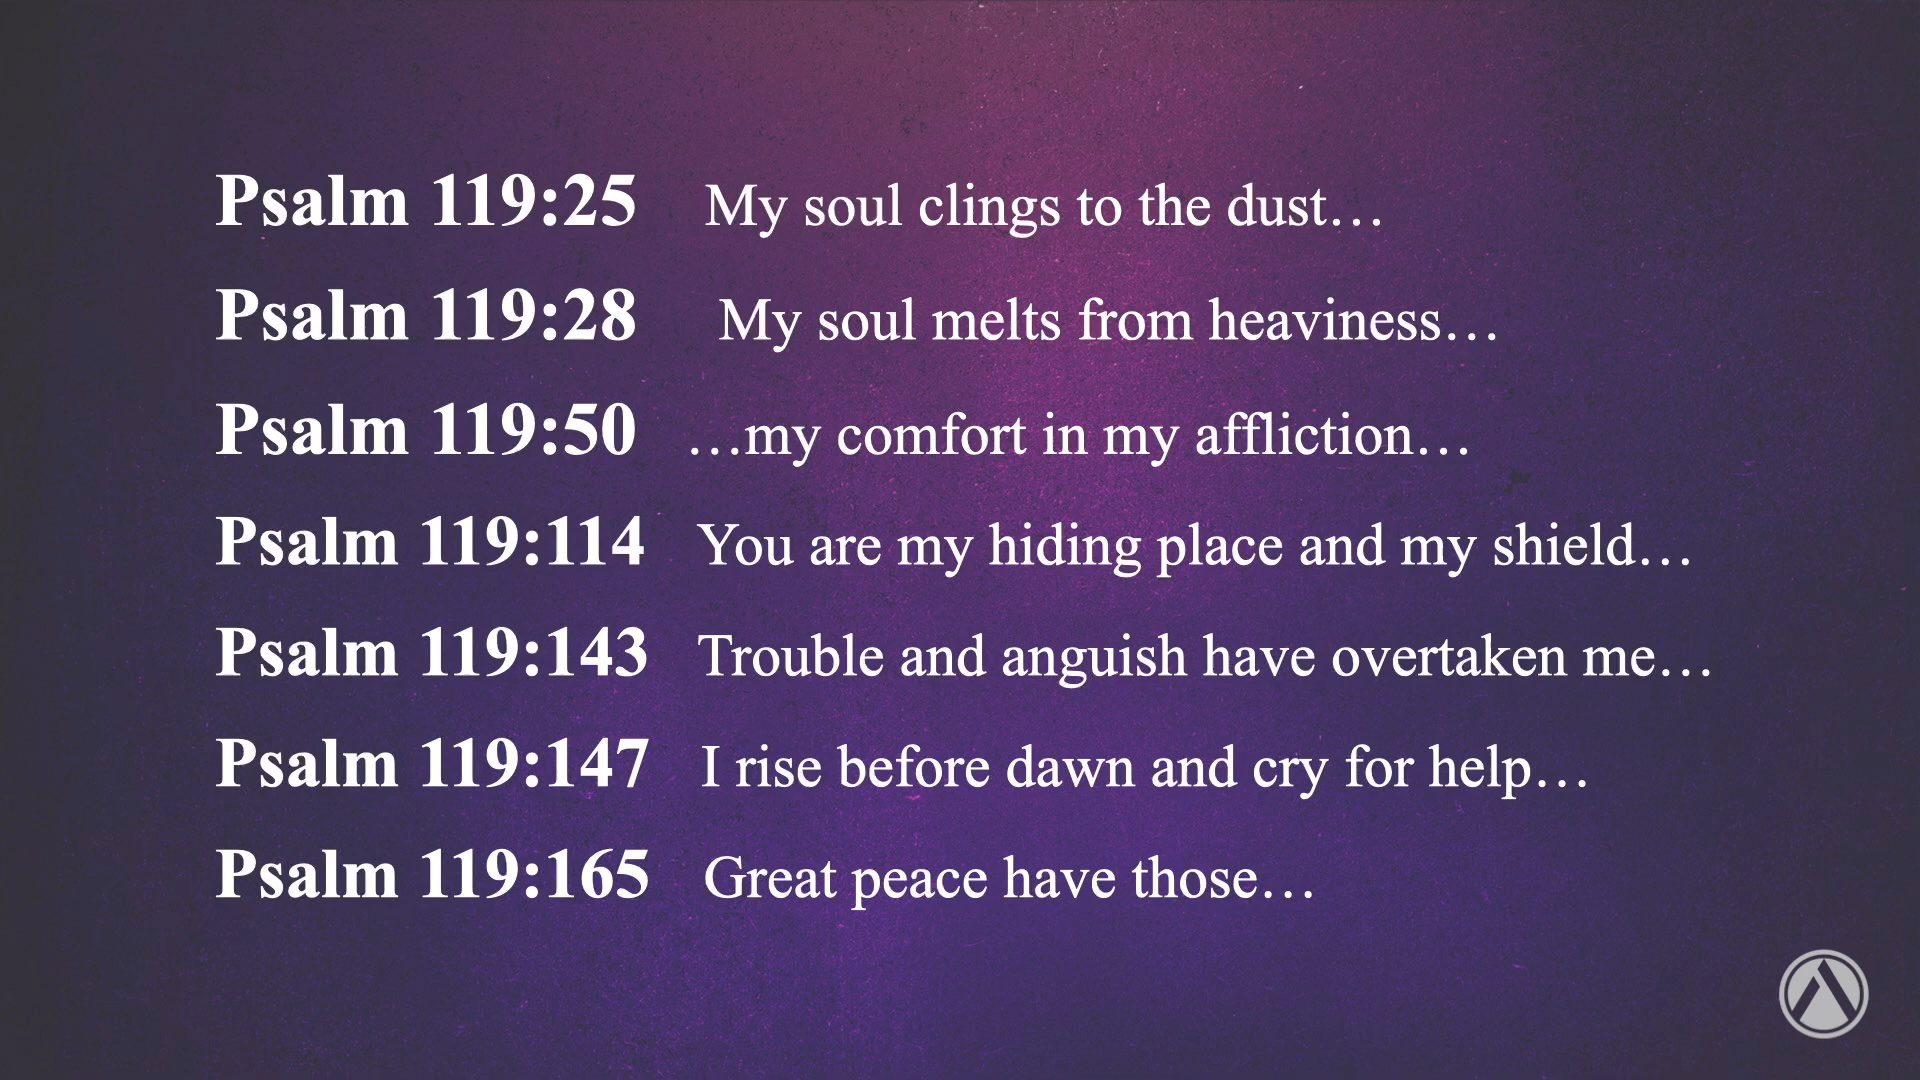 Psalm 119:25 My soul clings to the dust…
Psalm 119:28 My soul melts from heaviness…
Psalm 119:50 …my comfort in my affliction…
Psalm 119:114 You are my hiding place and my shield…
Psalm 119:143 Trouble and anguish have overtaken me…
Psalm 119:147 I rise before dawn and cry for help…
Psalm 119:165 Great peace have those…